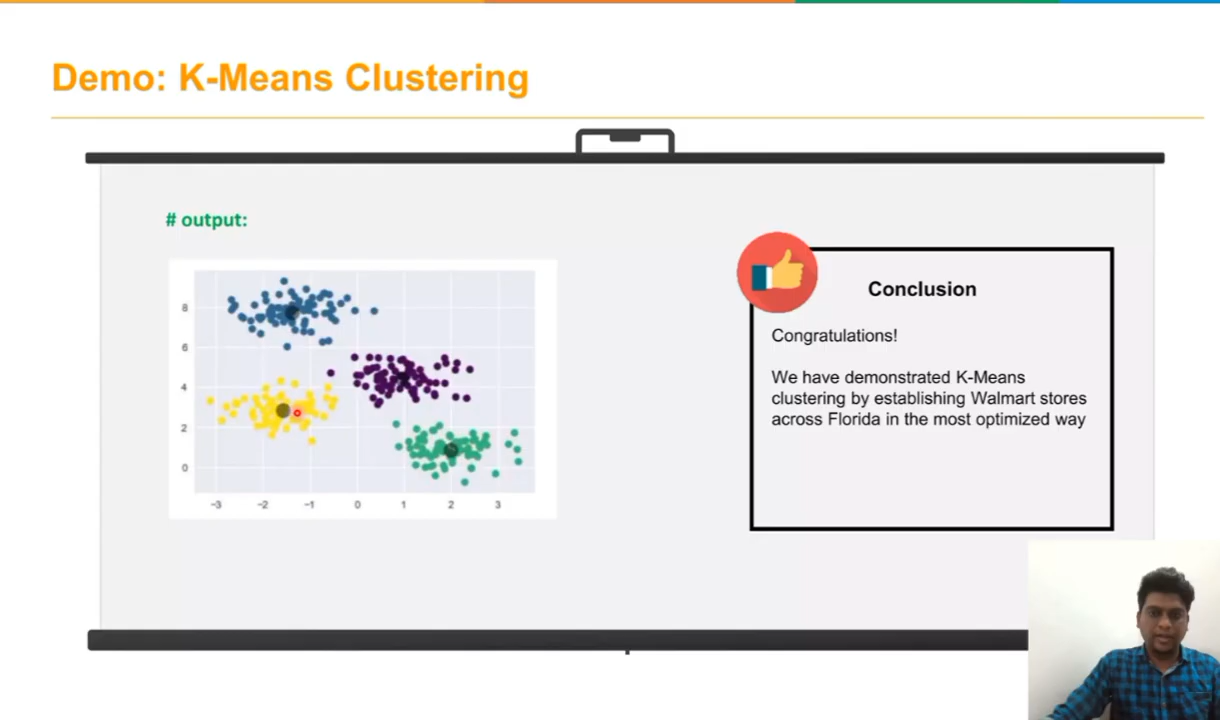 Demo: K-Means Clustering
# output:
8
6
4
2
0
−3 −2 −1 0 1 2 3
Conclusion
Congratulations!
We have demonstrated K-Means
clustering by establishing Walmart stores
across Florida in the most optimized way